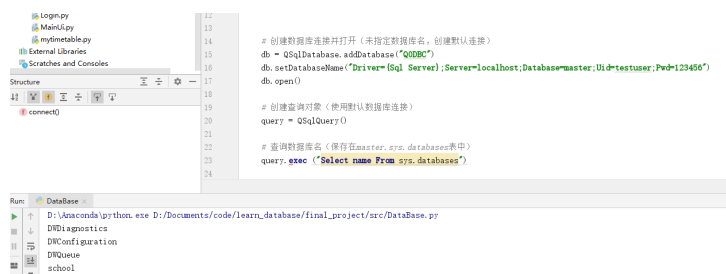 Login.py
MainUi.py
mytimetable.py
External Libraries
Scratches and Consoles
Structure
connect()
12
13
14 # 创建数据库连接并打开（未指定数据库名，创建默认连接）
15 db = QSqlDatabase.addDatabase("QODBC")
16 db.setDatabaseName("Driver={Sql Server};Server=localhost;Database=master;Uid=testuser;Pwd=123456")
17 db.open()
18
19 # 创建查询对象（使用默认数据库连接）
20 query = QSqlQuery()
21
22 # 查询数据库名（保存在master.sys.databases表中）
23 query.exec ("Select name From sys.databases")
24
Run: DataBase
D:\Anaconda\python.exe D:/Documents/code/learn_database/final_project/src/DataBase.py
DWDiagnostics
DWConfiguration
DWQueue
school